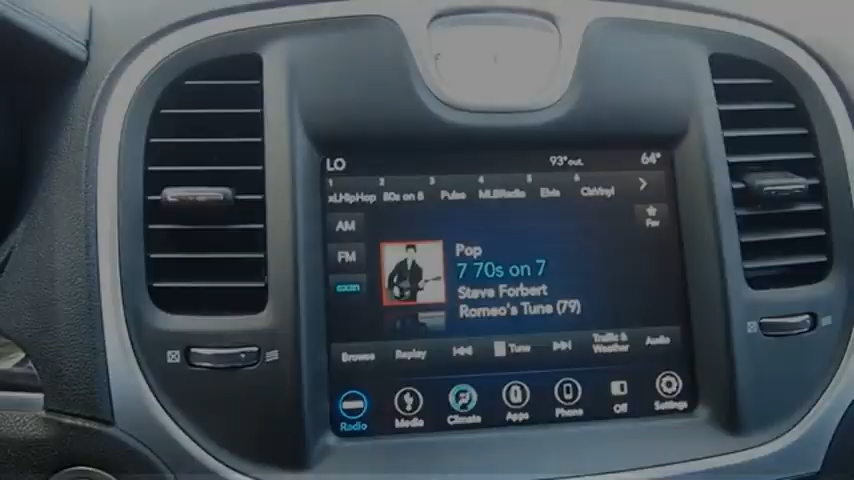 LO 93° out. 64°
1 2 3 4 5 6
xLHipHop 80s on 8 Pulse MLBRadio Elvis ClsVinyl
AM
Fav
FM
Pop
7 70s on 7
SXM
Steve Forbert
Romeo's Tune (79)
Browse Replay Tune Traffic & Weather Audio
Radio Media Climate Apps Phone Off Settings